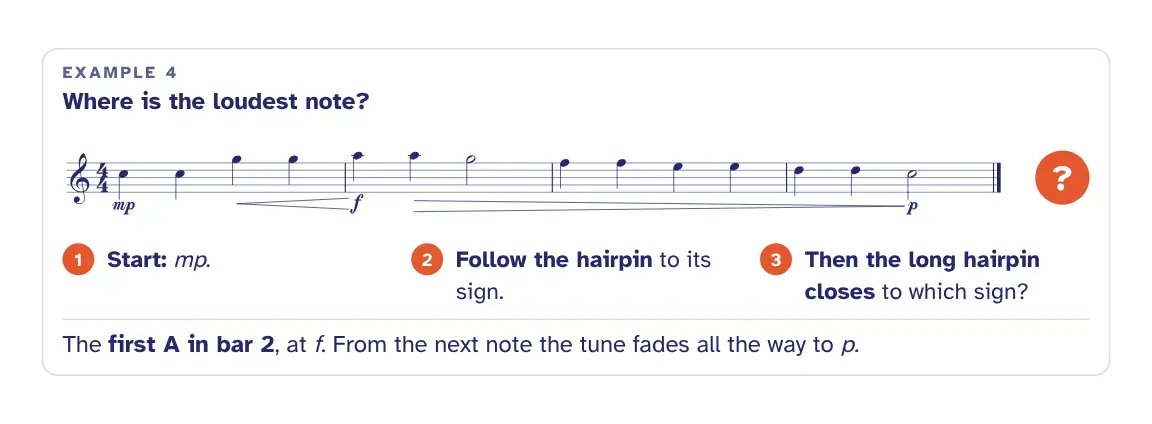 EXAMPLE 4
Where is the loudest note?
4
4
mp
f
p
?
1 Start: mp.
2 Follow the hairpin to its
sign.
3 Then the long hairpin
closes to which sign?
The first A in bar 2, at f. From the next note the tune fades all the way to p.